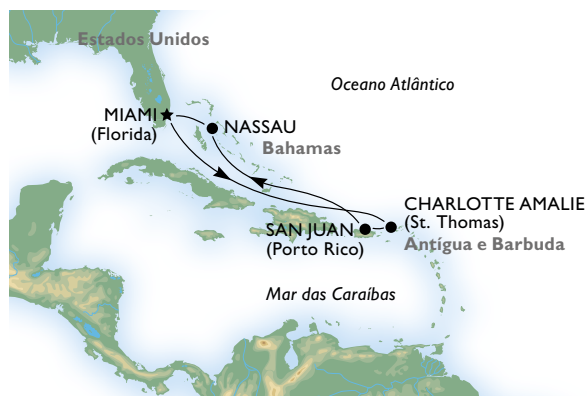 Estados Unidos
Oceano Atlântico
MIAMI
(Florida)
NASSAU
Bahamas
CHARLOTTE AMALIE
(St. Thomas)
SAN JUAN
(Porto Rico)
Antígua e Barbuda
Mar das Caraíbas